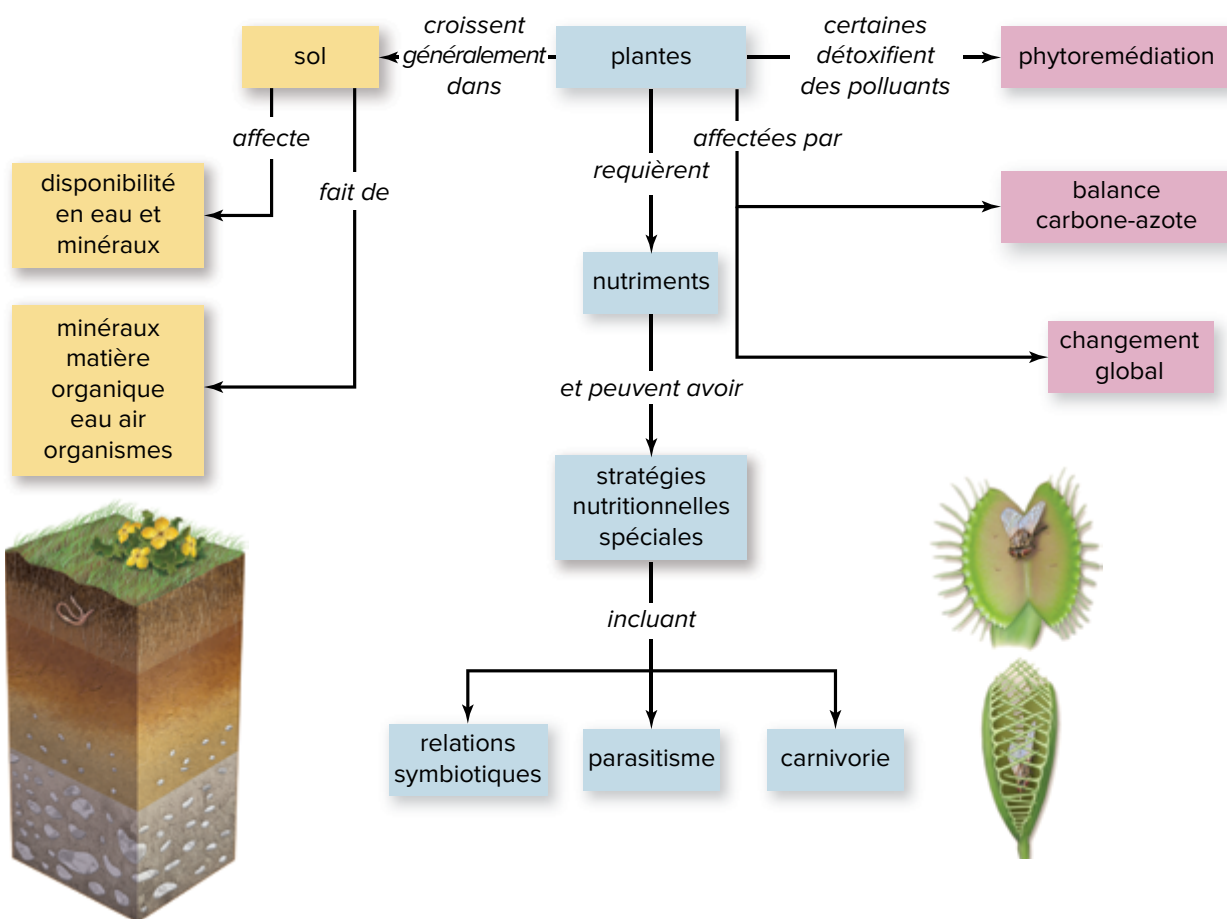 sol
croissent
généralement
dans
plantes
certaines
détoxifient
des polluants
phytoremédiation
affecte
fait de
requièrent
affectées par
disponibilité
en eau et
minéraux
balance
carbone-azote
nutriments
minéraux
matière
organique
eau air
organismes
changement
global
et peuvent avoir
stratégies
nutritionnelles
spéciales
incluant
relations
symbiotiques
parasitisme
carnivorie